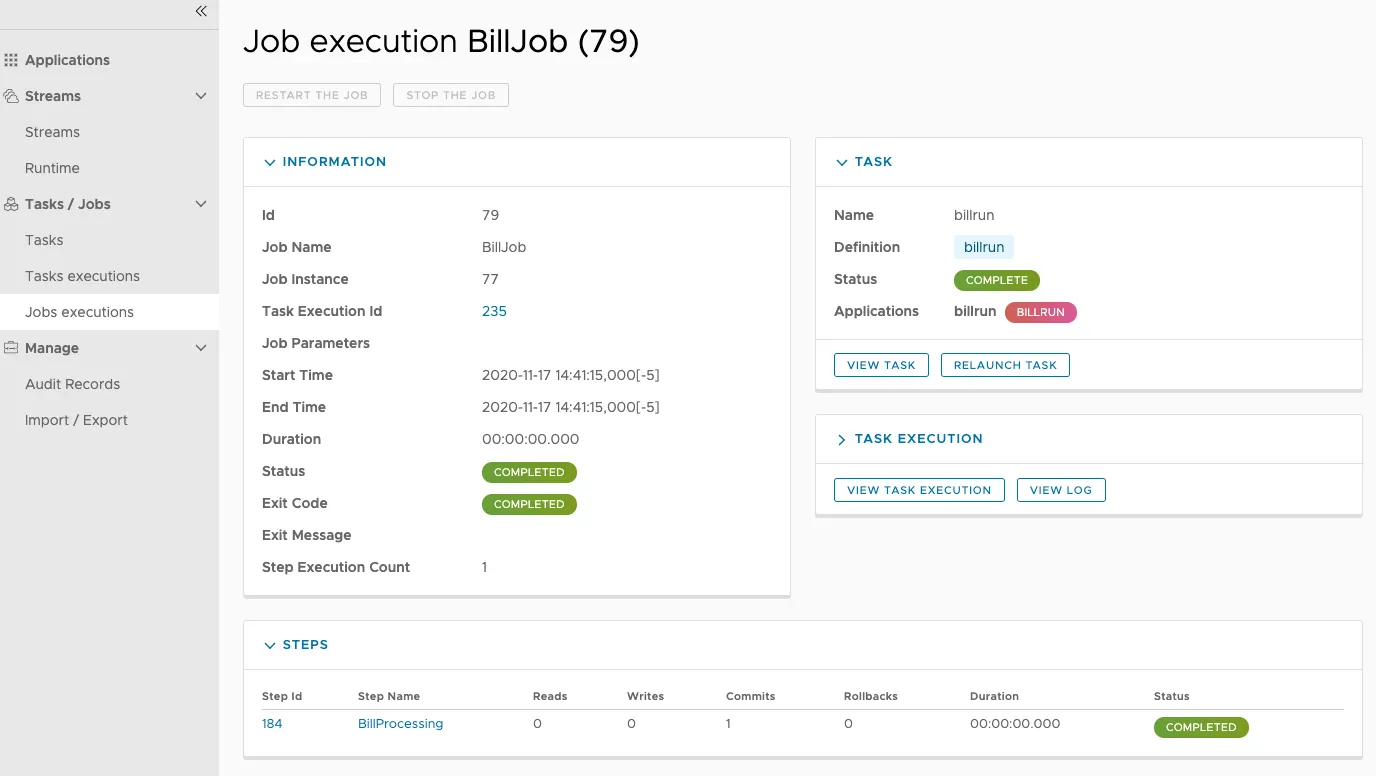 Applications
Streams
Streams
Runtime
Tasks / Jobs
Tasks
Tasks executions
Jobs executions
Manage
Audit Records
Import / Export
Job execution BillJob (79)
RESTART THE JOB STOP THE JOB
INFORMATION
Id 79
Job Name BillJob
Job Instance 77
Task Execution Id 235
Job Parameters
Start Time 2020-11-17 14:41:15,000[-5]
End Time 2020-11-17 14:41:15,000[-5]
Duration 00:00:00.000
Status COMPLETED
Exit Code COMPLETED
Exit Message
Step Execution Count 1
TASK
Name billrun
Definition billrun
Status COMPLETE
Applications billrun BILLRUN
VIEW TASK RELAUNCH TASK
TASK EXECUTION
VIEW TASK EXECUTION VIEW LOG
STEPS
Step Id Step Name Reads Writes Commits Rollbacks Duration Status
184 BillProcessing 0 0 1 0 00:00:00.000 COMPLETED